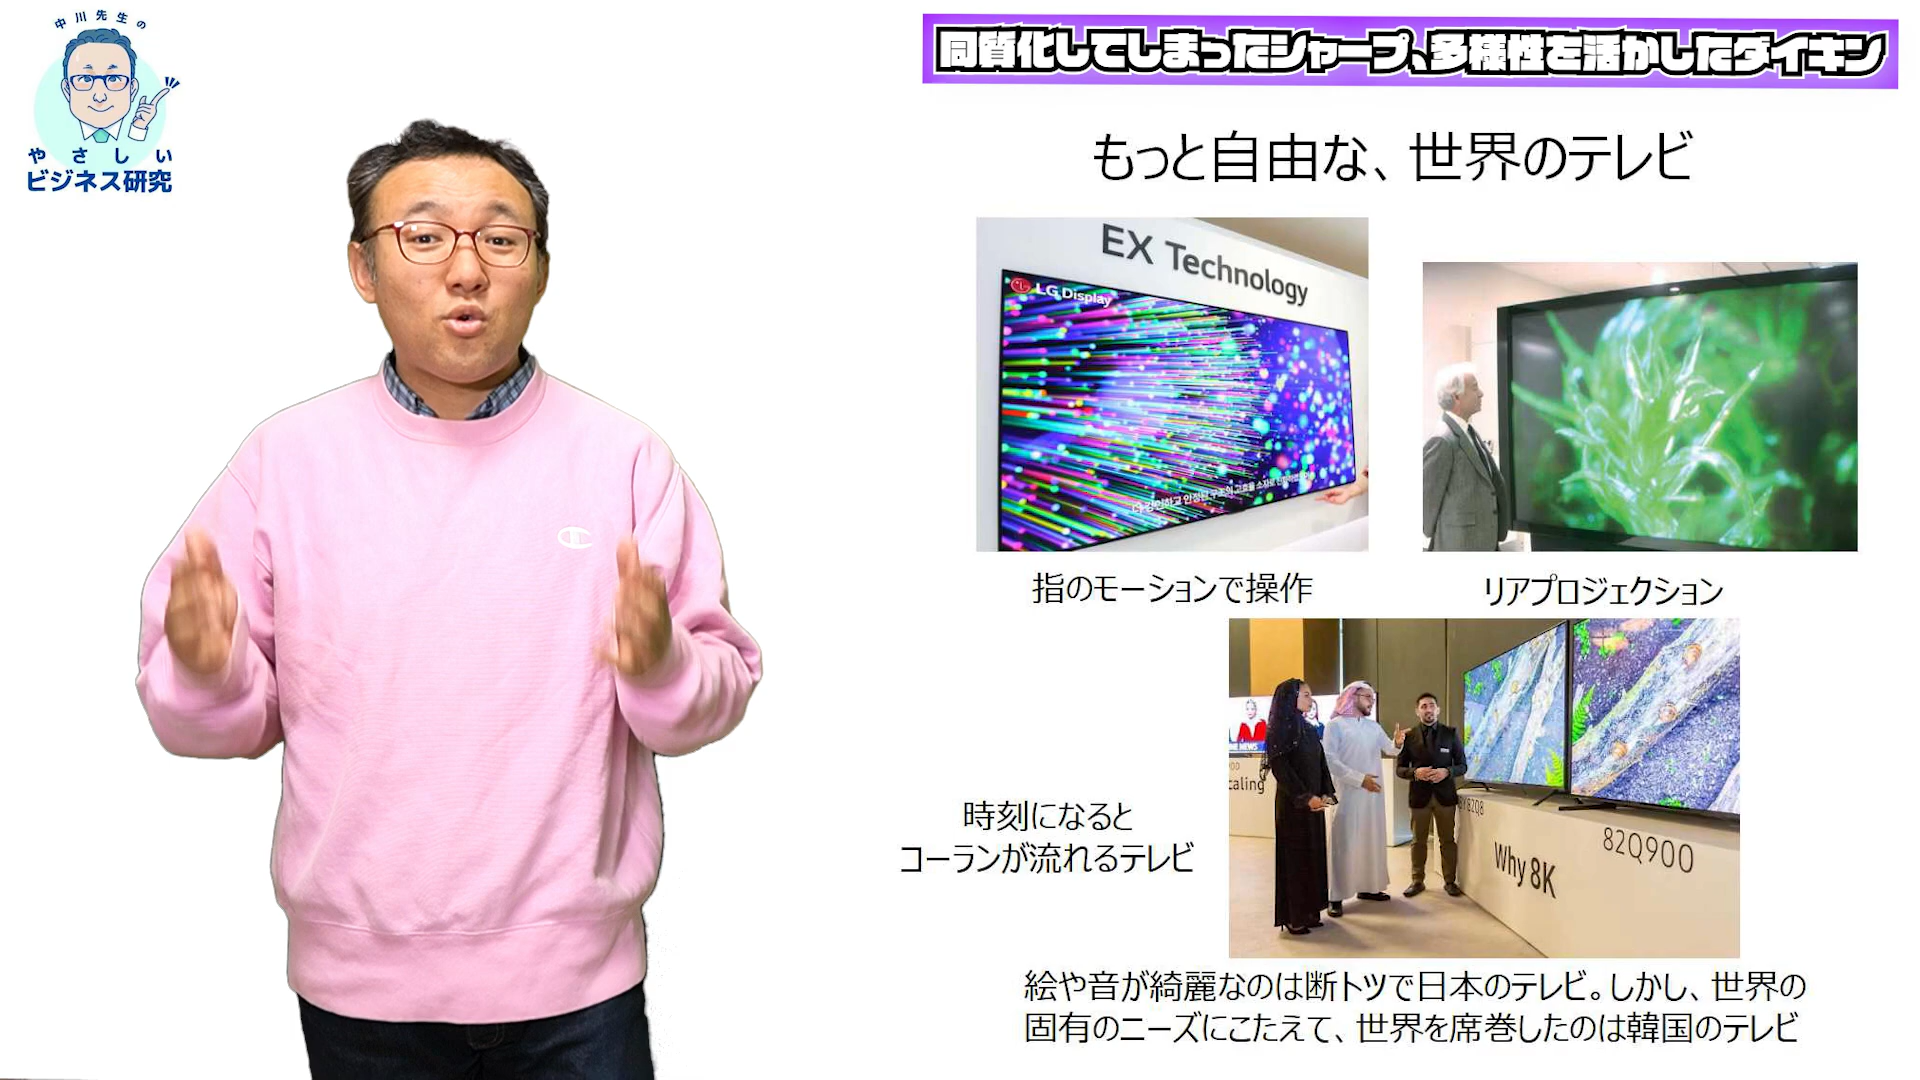 中川先生の
やさしい
ビジネス研究
同質化してしまったシャープ、多様性を活かしたダイキン
もっと自由な、世界のテレビ
EX Technology
LG Display
指のモーションで操作
リアプロジェクション
時刻になると
コーランが流れるテレビ
caling
Why 8K
82Q900
絵や音が綺麗なのは断トツで日本のテレビ。しかし、世界の
固有のニーズにこたえて、世界を席巻したのは韓国のテレビ